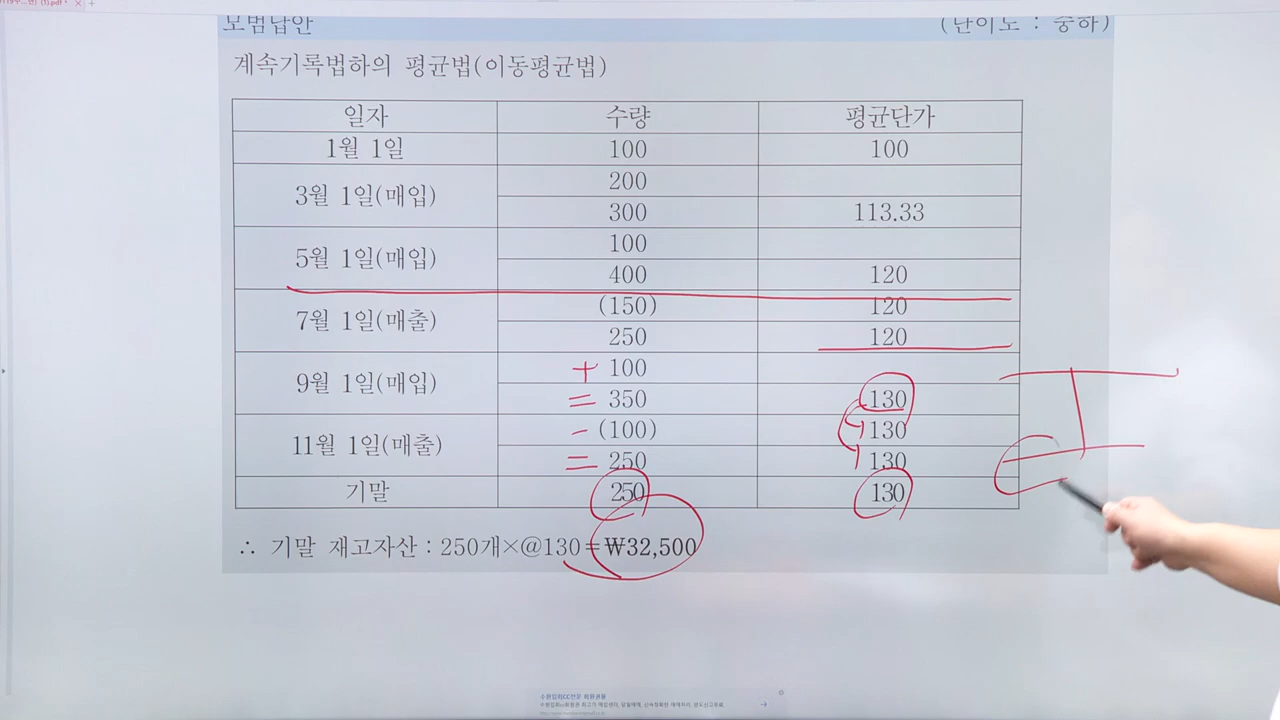 모범답안 (난이도 : 중하)
계속기록법하의 평균법(이동평균법)
일자 수량 평균단가
1월 1일 100 100
3월 1일(매입) 200
300 113.33
5월 1일(매입) 100
400 120
7월 1일(매출) (150) 120
250 120
9월 1일(매입) + 100
= 350 130
11월 1일(매출) - (100) 130
= 250 130
기말 250 130
∴ 기말 재고자산 : 250개×@130=₩32,500